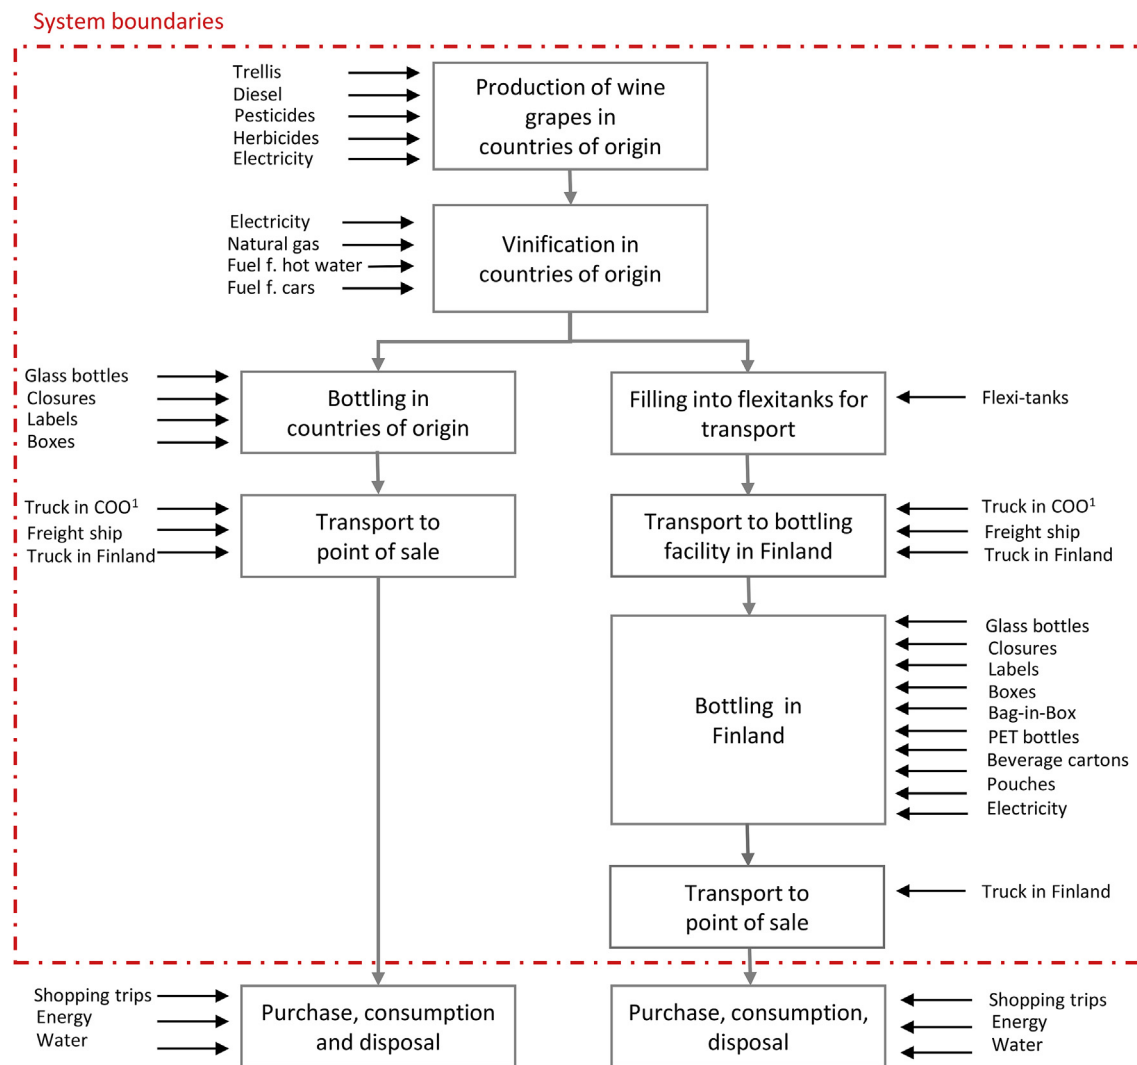 System boundaries
Trellis
Diesel
Pesticides
Herbicides
Electricity
Production of wine
grapes in
countries of origin
Electricity
Natural gas
Fuel f. hot water
Fuel f. cars
Vinification in
countries of origin
Glass bottles
Closures
Labels
Boxes
Bottling in
countries of origin
Filling into flexitanks for
transport
Flexi-tanks
Truck in COO¹
Freight ship
Truck in Finland
Transport to
point of sale
Transport to bottling
facility in Finland
Truck in COO¹
Freight ship
Truck in Finland
Bottling in
Finland
Glass bottles
Closures
Labels
Boxes
Bag-in-Box
PET bottles
Beverage cartons
Pouches
Electricity
Transport to
point of sale
Truck in Finland
Shopping trips
Energy
Water
Purchase, consumption
and disposal
Purchase, consumption,
disposal
Shopping trips
Energy
Water